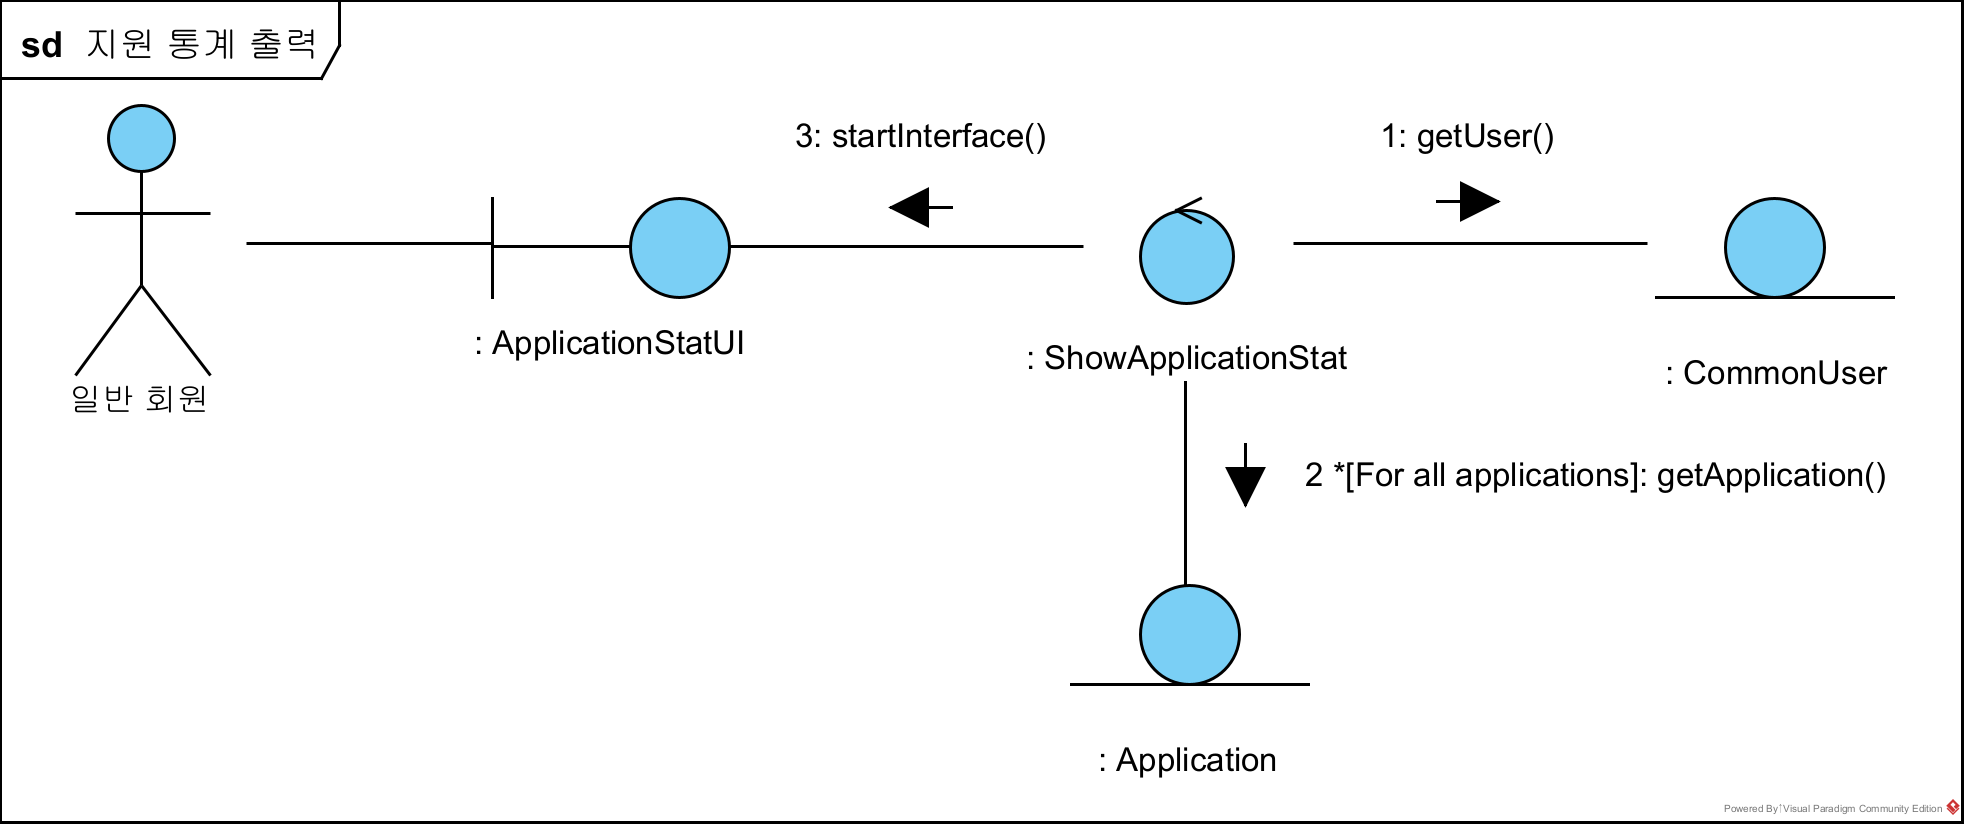 sd 지원 통계 출력
3: startInterface()
1: getUser()
: ApplicationStatUI
: ShowApplicationStat
: CommonUser
일반 회원
2 *[For all applications]: getApplication()
: Application
Powered By Visual Paradigm Community Edition